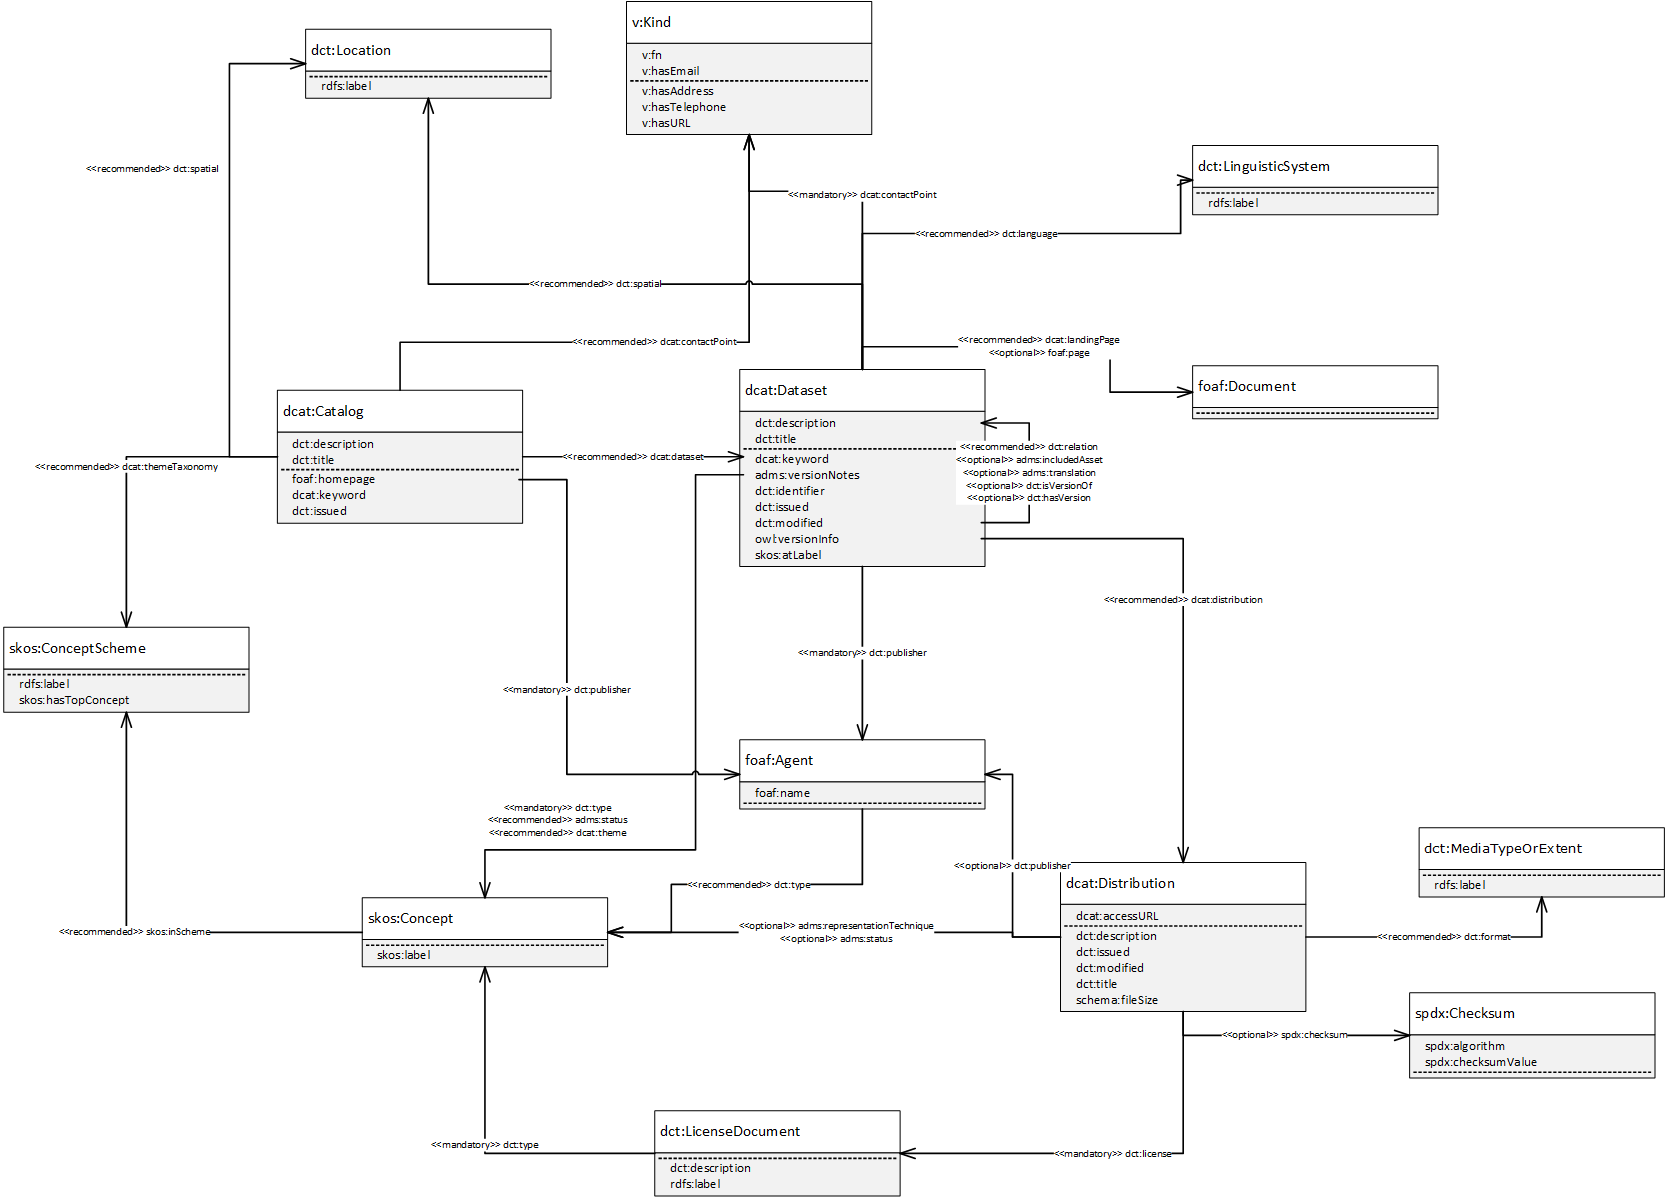 v:Kind
v:fn
v:hasEmail
v:hasAddress
v:hasTelephone
v:hasURL
dct:Location
rdfs:label
<<recommended>> dct:spatial
dct:LinguisticSystem
rdfs:label
<<mandatory>> dcat:contactPoint
<<recommended>> dct:language
<<recommended>> dct:spatial
<<recommended>> dcat:contactPoint
<<recommended>> dcat:landingPage
<<optional>> foaf:page
foaf:Document
dcat:Catalog
dct:description
dct:title
foaf:homepage
dcat:keyword
dct:issued
<<recommended>> dcat:themeTaxonomy
<<recommended>> dcat:dataset
dcat:Dataset
dct:description
dct:title
dcat:keyword
adms:versionNotes
dct:identifier
dct:issued
dct:modified
owl:versionInfo
skos:atLabel
<<recommended>> dct:relation
<<optional>> adms:includedAsset
<<optional>> adms:translation
<<optional>> dct:isVersionOf
<<optional>> dct:hasVersion
<<recommended>> dcat:distribution
skos:ConceptScheme
rdfs:label
skos:hasTopConcept
<<mandatory>> dct:publisher
<<mandatory>> dct:publisher
foaf:Agent
foaf:name
<<mandatory>> dct:type
<<recommended>> adms:status
<<recommended>> dcat:theme
<<optional>> dct:publisher
<<recommended>> dct:type
dcat:Distribution
dcat:accessURL
dct:description
dct:issued
dct:modified
dct:title
schema:fileSize
dct:MediaTypeOrExtent
rdfs:label
<<recommended>> skos:inScheme
skos:Concept
skos:label
<<optional>> adms:representationTechnique
<<optional>> adms:status
<<recommended>> dct:format
spdx:Checksum
spdx:algorithm
spdx:checksumValue
<<optional>> spdx:checksum
<<mandatory>> dct:type
dct:LicenseDocument
dct:description
rdfs:label
<<mandatory>> dct:license